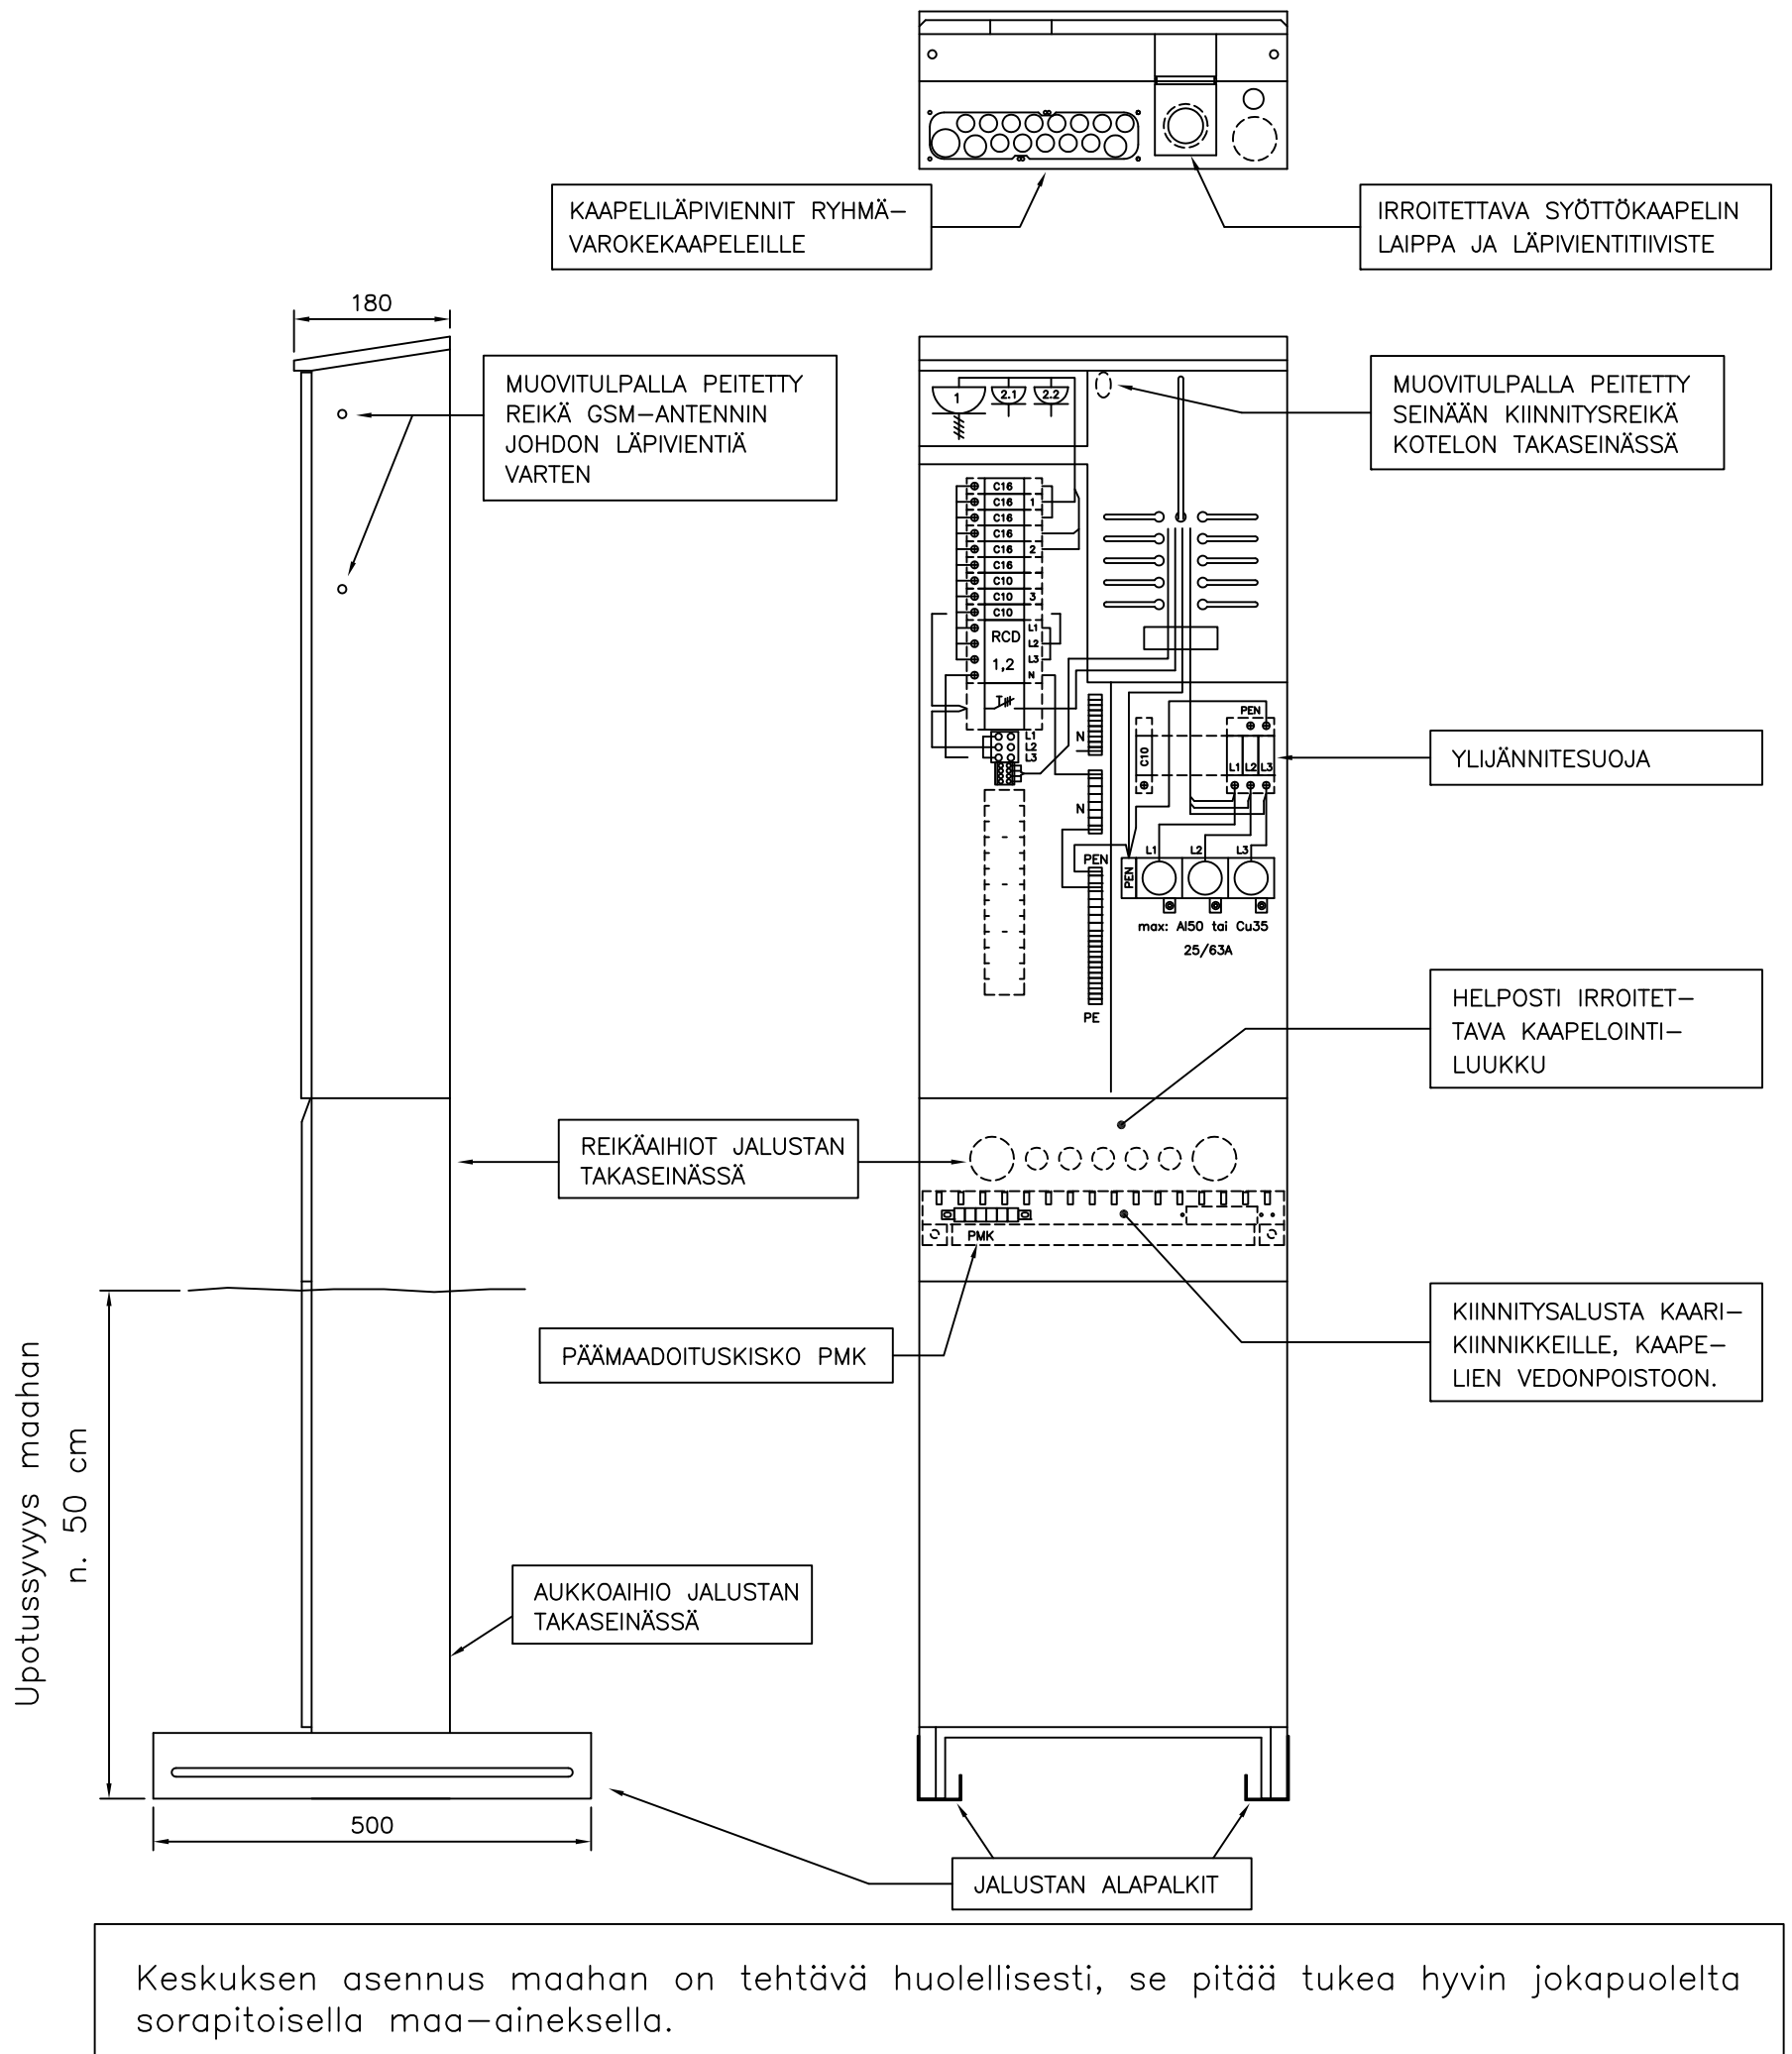 KAAPELILÄPIVIENNIT RYHMÄ-
VAROKEKAAPELEILLE
IRROITETTAVA SYÖTTÖKAAPELIN
LAIPPA JA LÄPIVIENTITIIVISTE
180
MUOVITULPALLA PEITETTY
REIKÄ GSM-ANTENNIN
JOHDON LÄPIVIENTIÄ
VARTEN
MUOVITULPALLA PEITETTY
SEINÄÄN KIINNITYSREIKÄ
KOTELON TAKASEINÄSSÄ
1 2.1 2.2
C16
C16 1
C16
C16
C16 2
C16
C10
C10 3
C10
L1
RCD L2
1,2 L3
N
T
L1
L2
L3
N
N
PEN
PE
PEN
C10
L1 L2 L3
L1 L2 L3
PEN
max: Al50 tai Cu35
25/63A
YLIJÄNNITESUOJA
HELPOSTI IRROITET-
TAVA KAAPELOINTI-
LUUKKU
REIKÄAIHIOT JALUSTAN
TAKASEINÄSSÄ
PMK
PÄÄMAADOITUSKISKO PMK
KIINNITYSALUSTA KAARI-
KIINNIKKEILLE, KAAPE-
LIEN VEDONPOISTOON.
Upotussyvyys maahan
n. 50 cm
AUKKOAIHIO JALUSTAN
TAKASEINÄSSÄ
500
JALUSTAN ALAPALKIT
Keskuksen asennus maahan on tehtävä huolellisesti, se pitää tukea hyvin jokapuolelta
sorapitoisella maa-aineksella.